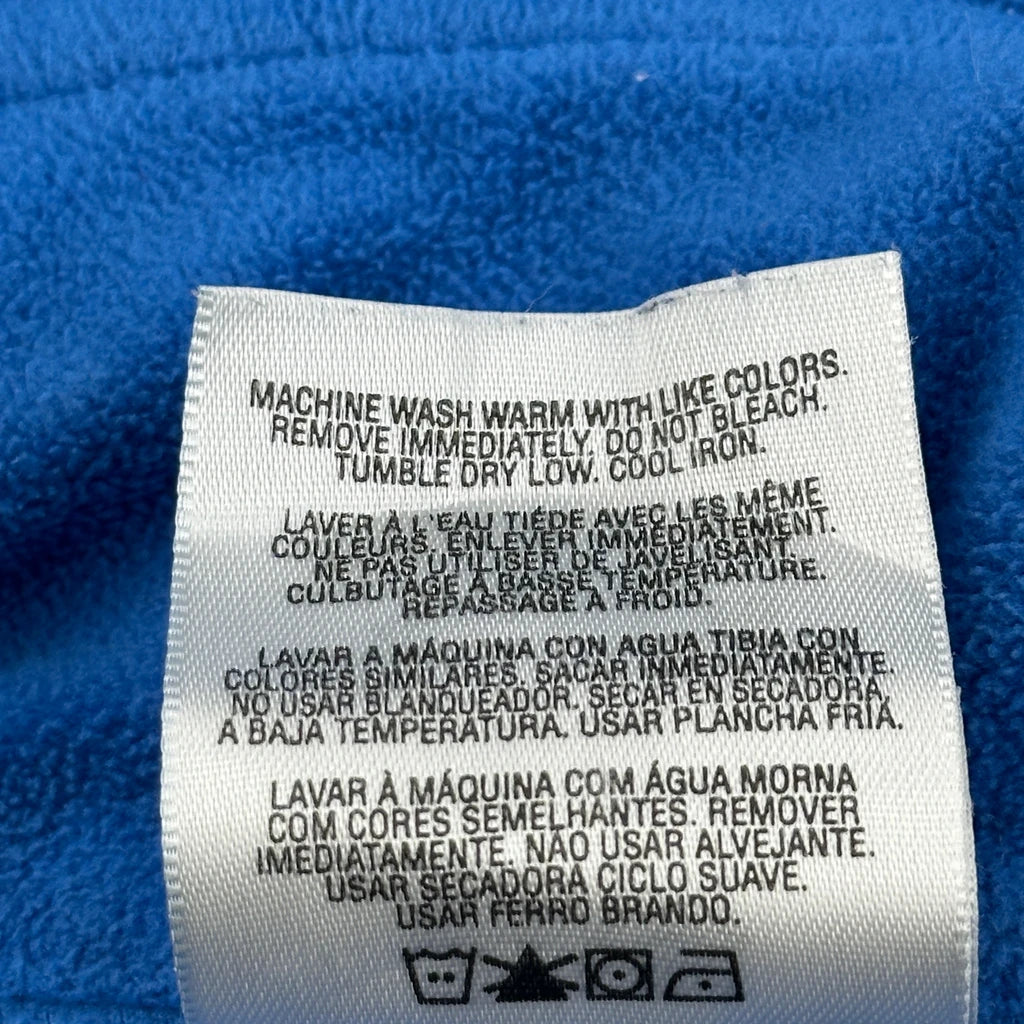 MACHINE WASH WARM WITH LIKE COLORS.
REMOVE IMMEDIATELY. DO NOT BLEACH.
TUMBLE DRY LOW. COOL IRON.
LAVER À L'EAU TIÉDE AVEC LES MÊME
COULEURS. ENLEVER IMMÉDIATEMENT.
NE PAS UTILISER DE JAVELISANT.
CULBUTAGE A BASSE TEMPÉRATURE.
REPASSAGE A FROID.
LAVAR A MÁQUINA CON AGUA TIBIA CON
COLORES SIMILARES. SACAR INMEDIATAMENTE.
NO USAR BLANQUEADOR. SECAR EN SECADORA,
A BAJA TEMPERATURA. USAR PLANCHA FRIÁ.
LAVAR À MÁQUINA COM ÁGUA MORNA
COM CORES SEMELHANTES. REMOVER
IMEDIATAMENTE. NÃO USAR ALVEJANTE.
USAR SECADORA CICLO SUAVE.
USAR FERRO BRANDO.